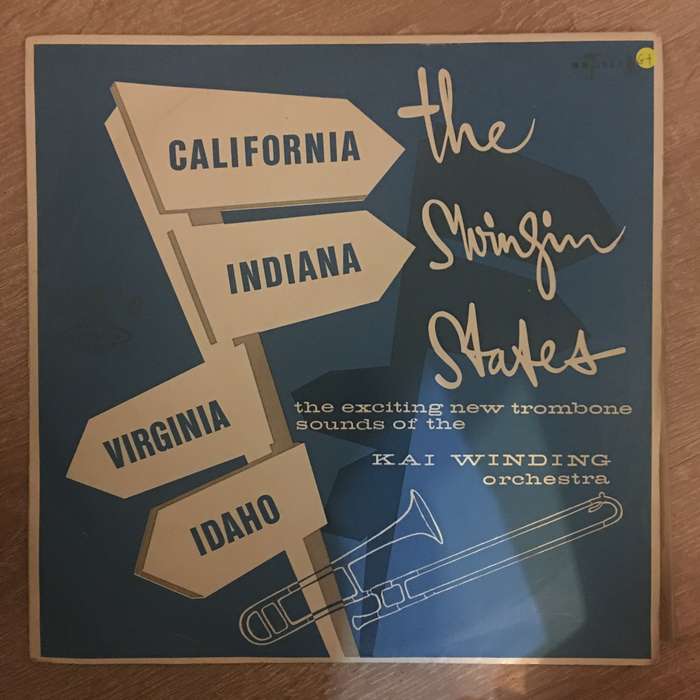 CALIFORNIA
INDIANA
VIRGINIA
IDAHO
the
Swingin
States
the exciting new trombone
sounds of the
KAI WINDING
orchestra